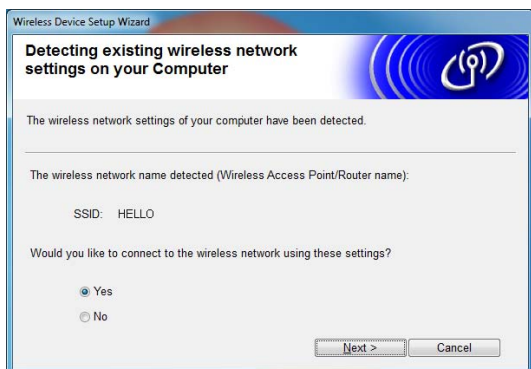 Wireless Device Setup Wizard
Detecting existing wireless network
settings on your Computer
The wireless network settings of your computer have been detected.
The wireless network name detected (Wireless Access Point/Router name):
SSID: HELLO
Would you like to connect to the wireless network using these settings?
Yes
No
Next > Cancel